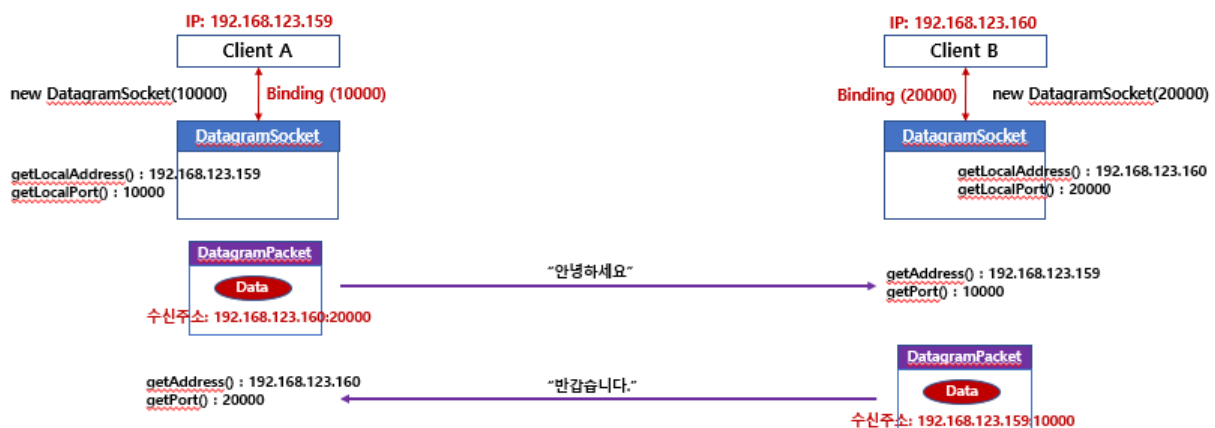 IP: 192.168.123.159
Client A
new DatagramSocket(10000)
Binding (10000)
DatagramSocket
getLocalAddress() : 192.168.123.159
getLocalPort() : 10000
IP: 192.168.123.160
Client B
Binding (20000)
new DatagramSocket(20000)
DatagramSocket
getLocalAddress() : 192.168.123.160
getLocalPort() : 20000
DatagramPacket
Data
수신주소: 192.168.123.160:20000
“안녕하세요”
getAddress() : 192.168.123.159
getPort() : 10000
getAddress() : 192.168.123.160
getPort() : 20000
“반갑습니다.”
DatagramPacket
Data
수신주소: 192.168.123.159:10000